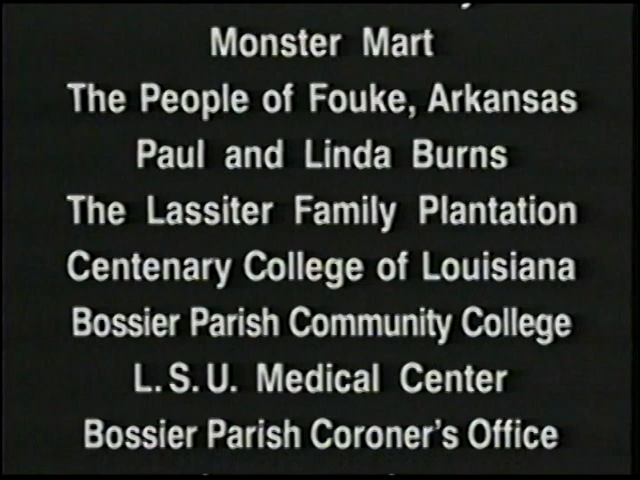 Monster Mart
The People of Fouke, Arkansas
Paul and Linda Burns
The Lassiter Family Plantation
Centenary College of Louisiana
Bossier Parish Community College
L. S. U. Medical Center
Bossier Parish Coroner's Office